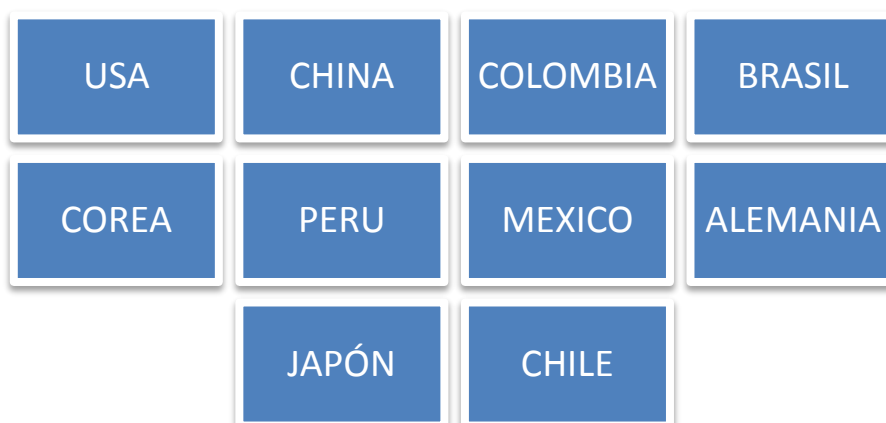 USA CHINA COLOMBIA BRASIL
COREA PERU MEXICO ALEMANIA
JAPÓN CHILE